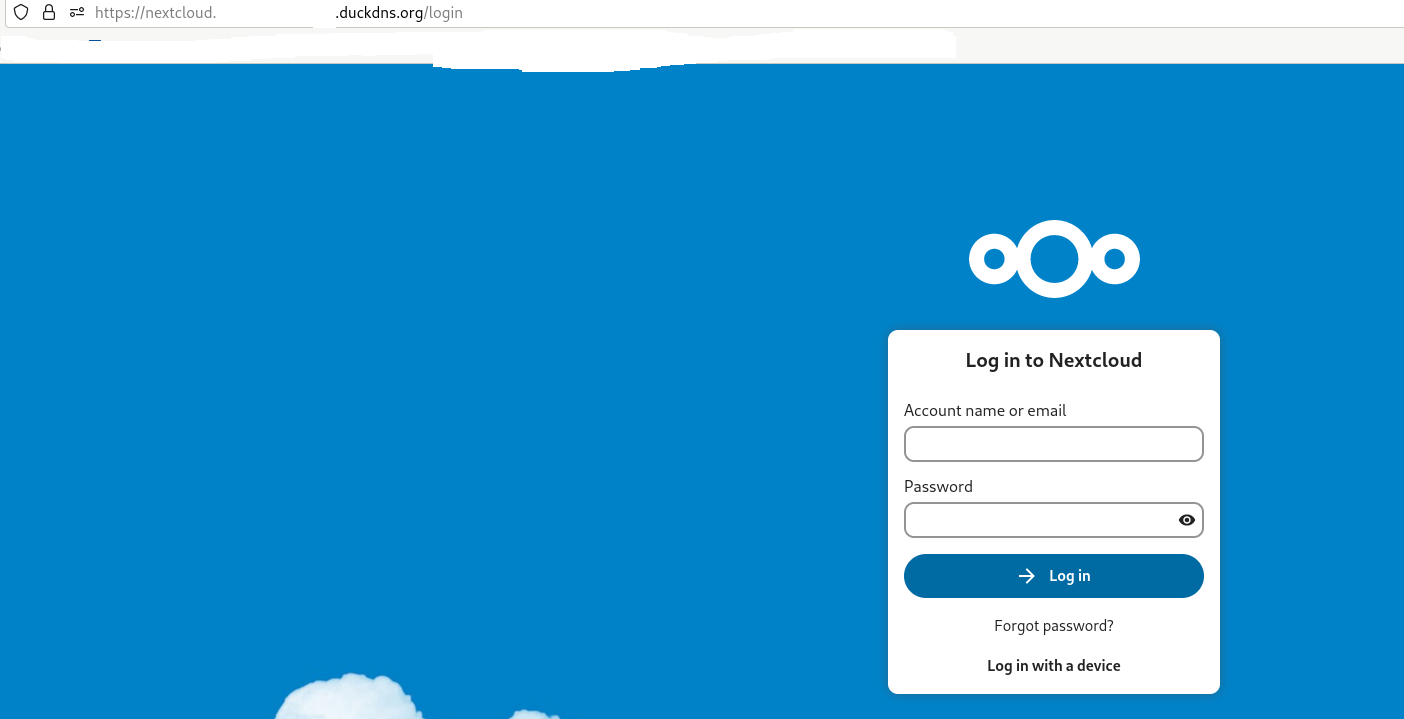 https://nextcloud. .duckdns.org/login
Log in to Nextcloud
Account name or email
Password
Log in
Forgot password?
Log in with a device